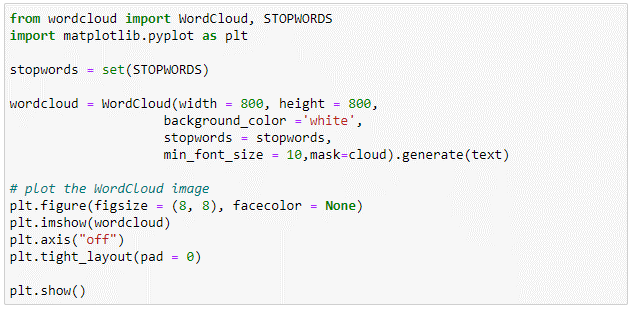 from wordcloud import WordCloud, STOPWORDS
import matplotlib.pyplot as plt

stopwords = set(STOPWORDS)

wordcloud = WordCloud(width = 800, height = 800,
                    background_color ='white',
                    stopwords = stopwords,
                    min_font_size = 10,mask=cloud).generate(text)

# plot the WordCloud image
plt.figure(figsize = (8, 8), facecolor = None)
plt.imshow(wordcloud)
plt.axis("off")
plt.tight_layout(pad = 0)

plt.show()